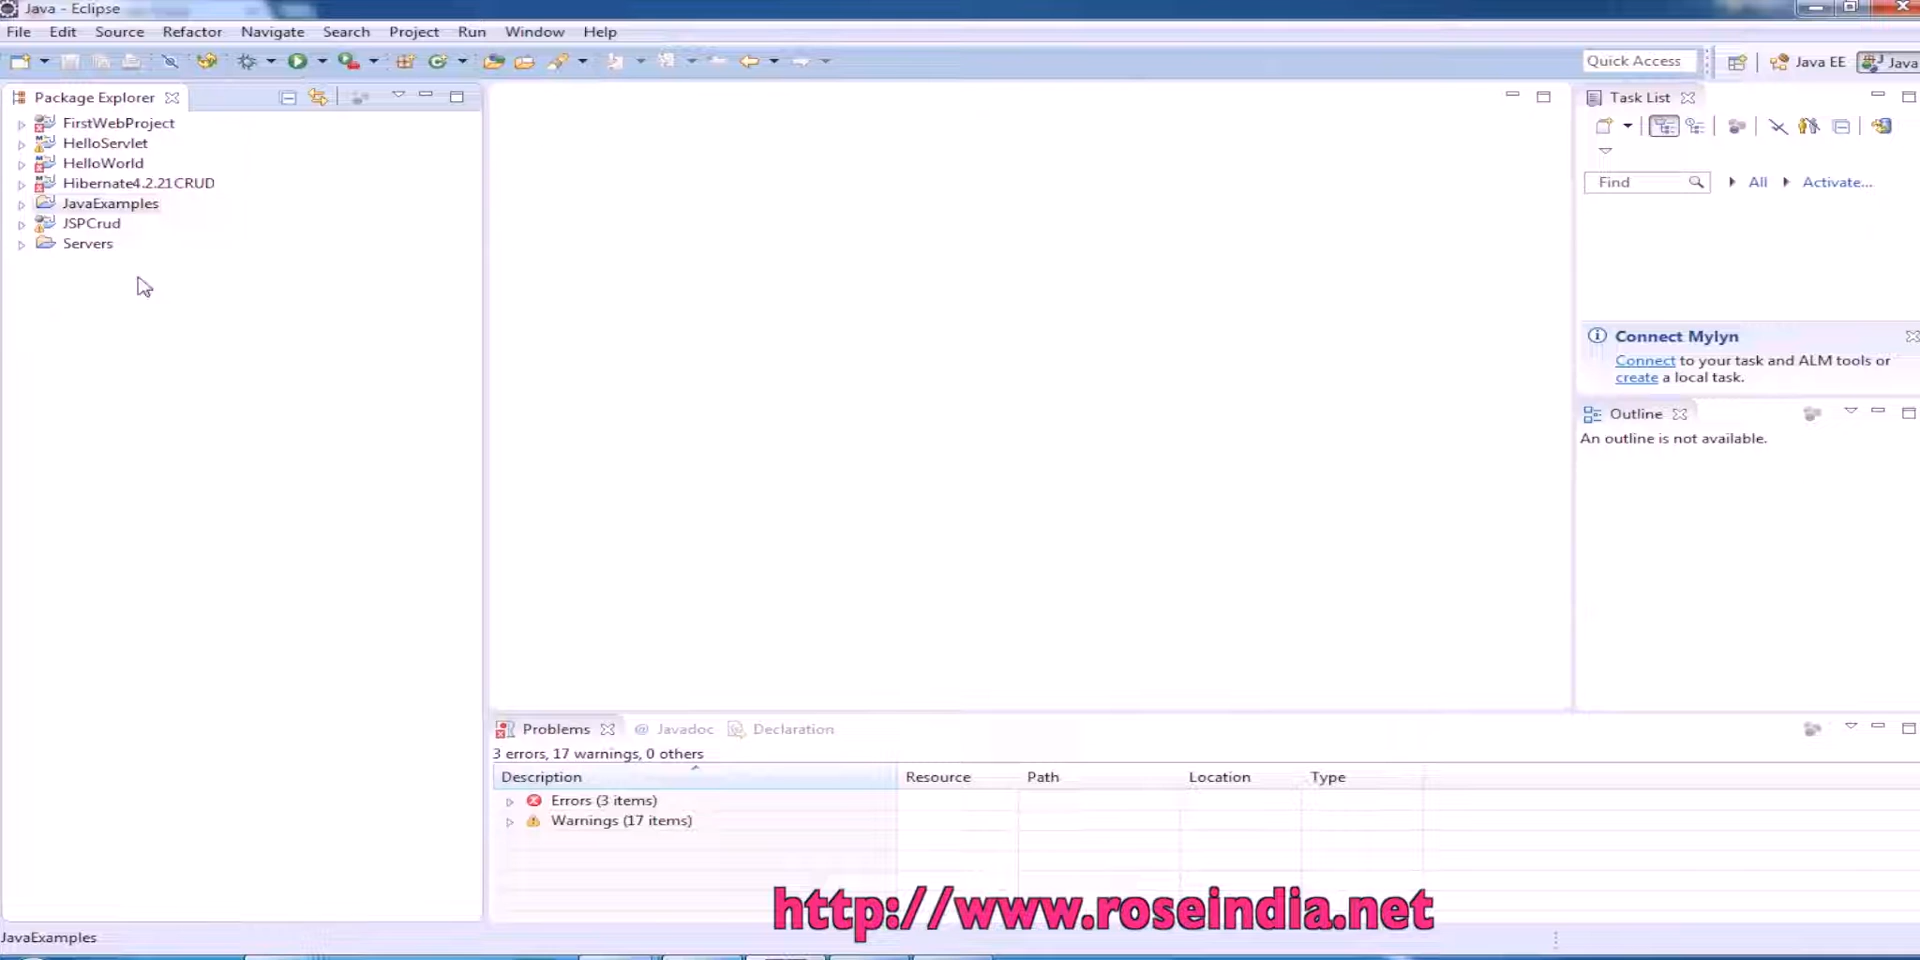 Java - Eclipse
File Edit Source Refactor Navigate Search Project Run Window Help
Quick Access
Java EE
Java
Package Explorer
FirstWebProject
HelloServlet
HelloWorld
Hibernate4.2.21CRUD
JavaExamples
JSPCrud
Servers
Task List
Find
All
Activate...
Connect Mylyn
Connect to your task and ALM tools or
create a local task.
Outline
An outline is not available.
Problems @ Javadoc Declaration
3 errors, 17 warnings, 0 others
Description Resource Path Location Type
Errors (3 items)
Warnings (17 items)
http://www.roseindia.net
JavaExamples